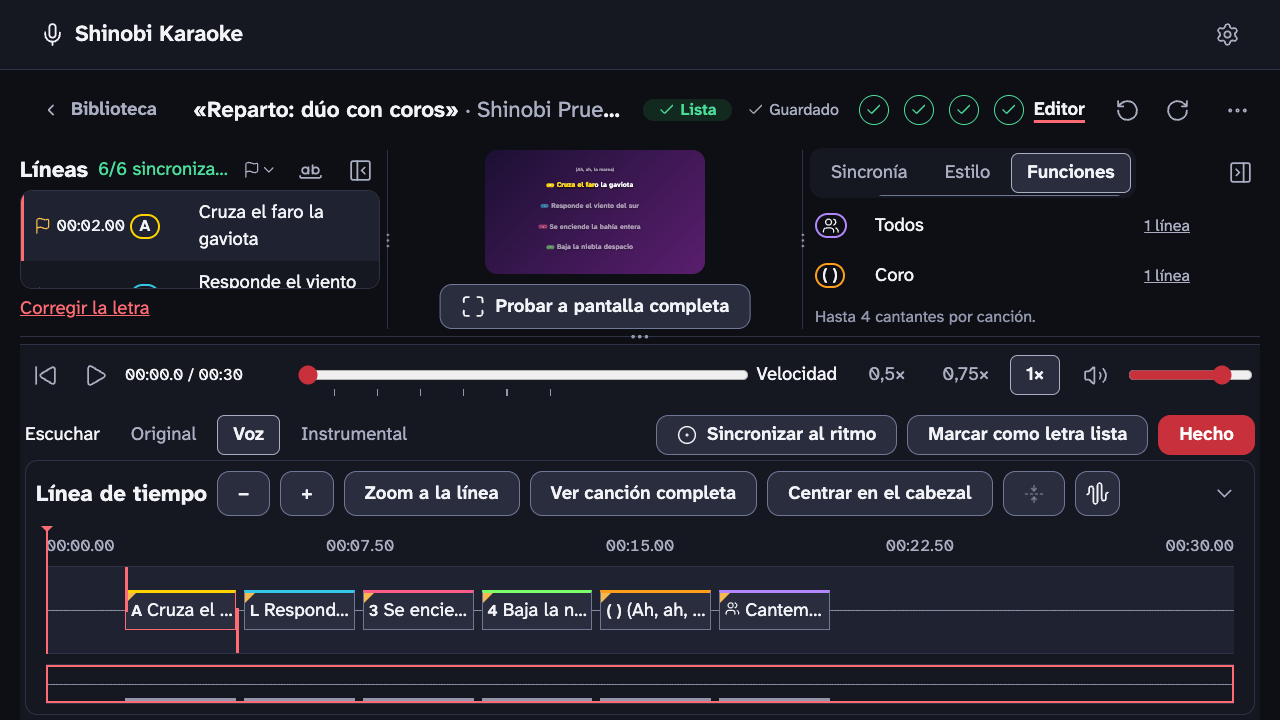 Shinobi Karaoke
Biblioteca
«Reparto: dúo con coros» · Shinobi Prue...
Lista
Guardado
Editor
Líneas 6/6 sincroniza...
ab
00:02.00 A Cruza el faro la gaviota
Responde el viento
Corregir la letra
(Ah, ah, la marea)
Cruza el faro la gaviota
Responde el viento del sur
Se enciende la bahía entera
Baja la niebla despacio
Probar a pantalla completa
Sincronía Estilo Funciones
Todos 1 línea
( ) Coro 1 línea
Hasta 4 cantantes por canción.
00:00.0 / 00:30
Velocidad 0,5× 0,75× 1×
Escuchar Original Voz Instrumental
Sincronizar al ritmo
Marcar como letra lista
Hecho
Línea de tiempo − + Zoom a la línea Ver canción completa Centrar en el cabezal
00:00.00 00:07.50 00:15.00 00:22.50 00:30.00
A Cruza el ... L Respond... 3 Se encie... 4 Baja la n... ( ) (Ah, ah, ... Cantem...